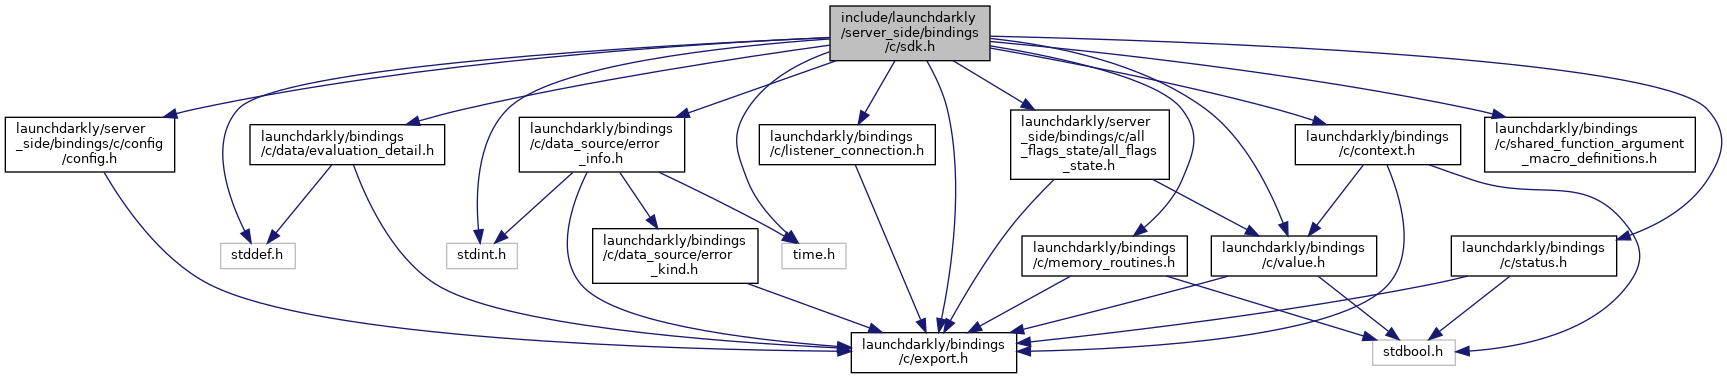 include/launchdarkly
/server_side/bindings
/c/sdk.h
launchdarkly/server
_side/bindings/c/config
/config.h
launchdarkly/bindings
/c/data/evaluation_detail.h
launchdarkly/bindings
/c/data_source/error
_info.h
launchdarkly/bindings
/c/listener_connection.h
launchdarkly/server
_side/bindings/c/all
_flags_state/all_flags
_state.h
launchdarkly/bindings
/c/context.h
launchdarkly/bindings
/c/shared_function_argument
_macro_definitions.h
stddef.h
stdint.h
launchdarkly/bindings
/c/data_source/error
_kind.h
time.h
launchdarkly/bindings
/c/memory_routines.h
launchdarkly/bindings
/c/value.h
launchdarkly/bindings
/c/status.h
launchdarkly/bindings
/c/export.h
stdbool.h